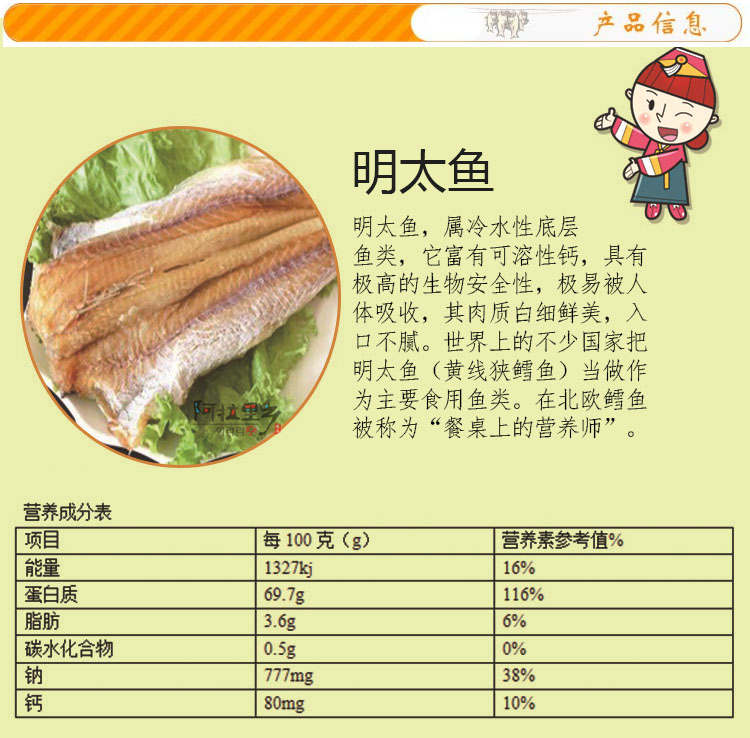 产品信息
明太鱼
明太鱼，属冷水性底层
鱼类，它富有可溶性钙，具有
极高的生物安全性，极易被人
体吸收，其肉质白细鲜美，入
口不腻。世界上的不少国家把
明太鱼（黄线狭鳕鱼）当做作
为主要食用鱼类。在北欧鳕鱼
被称为“餐桌上的营养师”。
阿拉里乡
营养成分表
项目 每100克（g） 营养素参考值%
能量 1327kj 16%
蛋白质 69.7g 116%
脂肪 3.6g 6%
碳水化合物 0.5g 0%
钠 777mg 38%
钙 80mg 10%